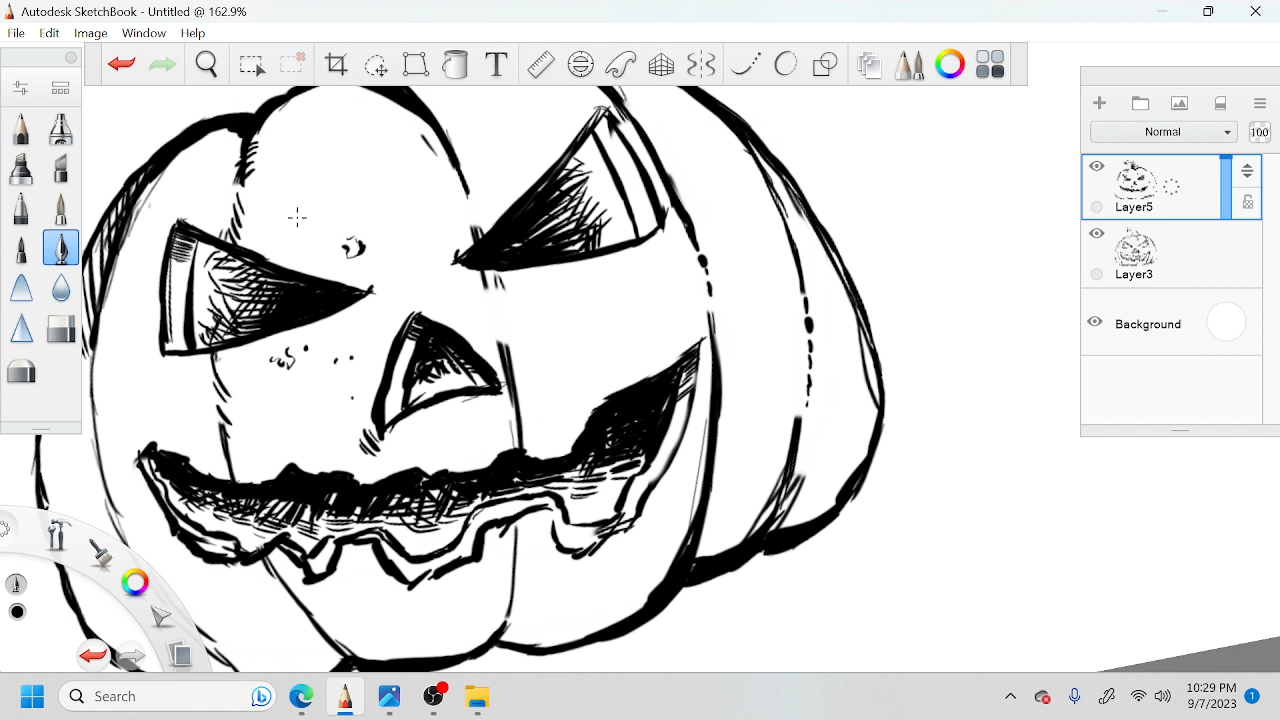 Autodesk SketchBook - Untitled @ 162.9%
File Edit Image Window Help
T
Normal
100
Layer5
Layer3
Background
Search
10:29 PM
9/7/2023
1